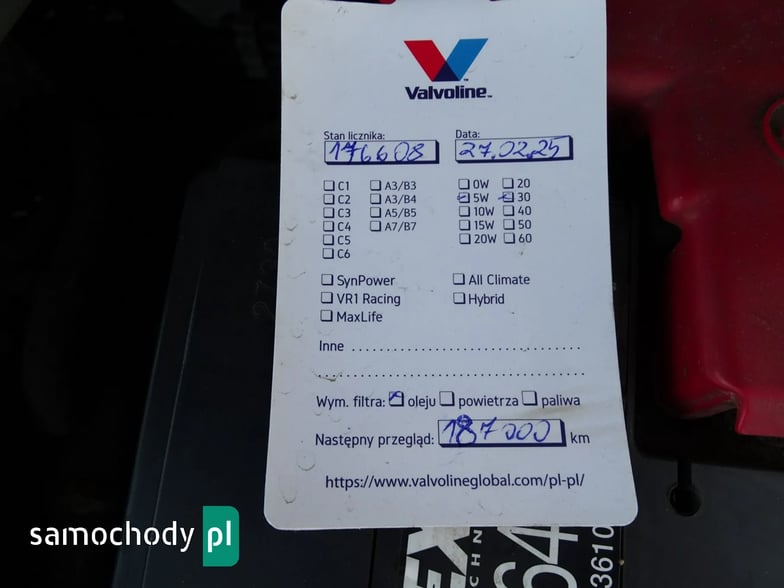 Valvoline™
Stan licznika: Data:
176608 27.02.25
C1 A3/B3 0W 20
C2 A3/B4 5W 30
C3 A5/B5 10W 40
C4 A7/B7 15W 50
C5 20W 60
C6
SynPower All Climate
VR1 Racing Hybrid
MaxLife
Inne
Wym. filtra: oleju powietrza paliwa
Następny przegląd: 187000 km
https://www.valvolineglobal.com/pl-pl/
samochody pl
3610